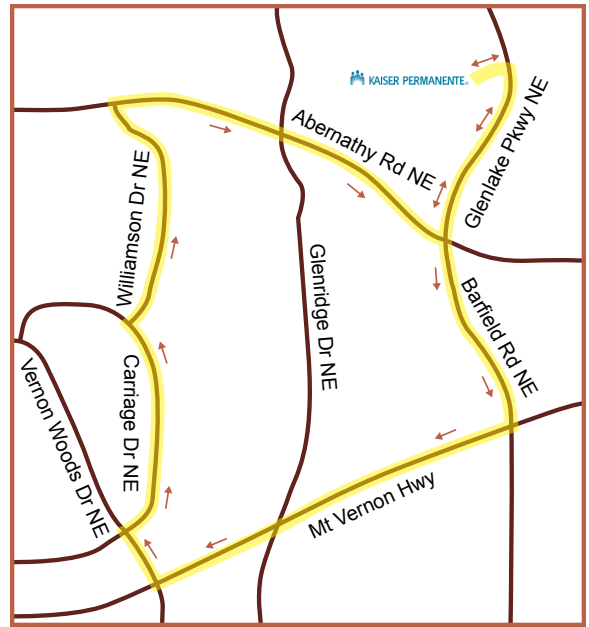 KAISER PERMANENTE®
Abernathy Rd NE
Glenlake Pkwy NE
Williamson Dr NE
Glenridge Dr NE
Barfield Rd NE
Carriage Dr NE
Vernon Woods Dr NE
Mt Vernon Hwy